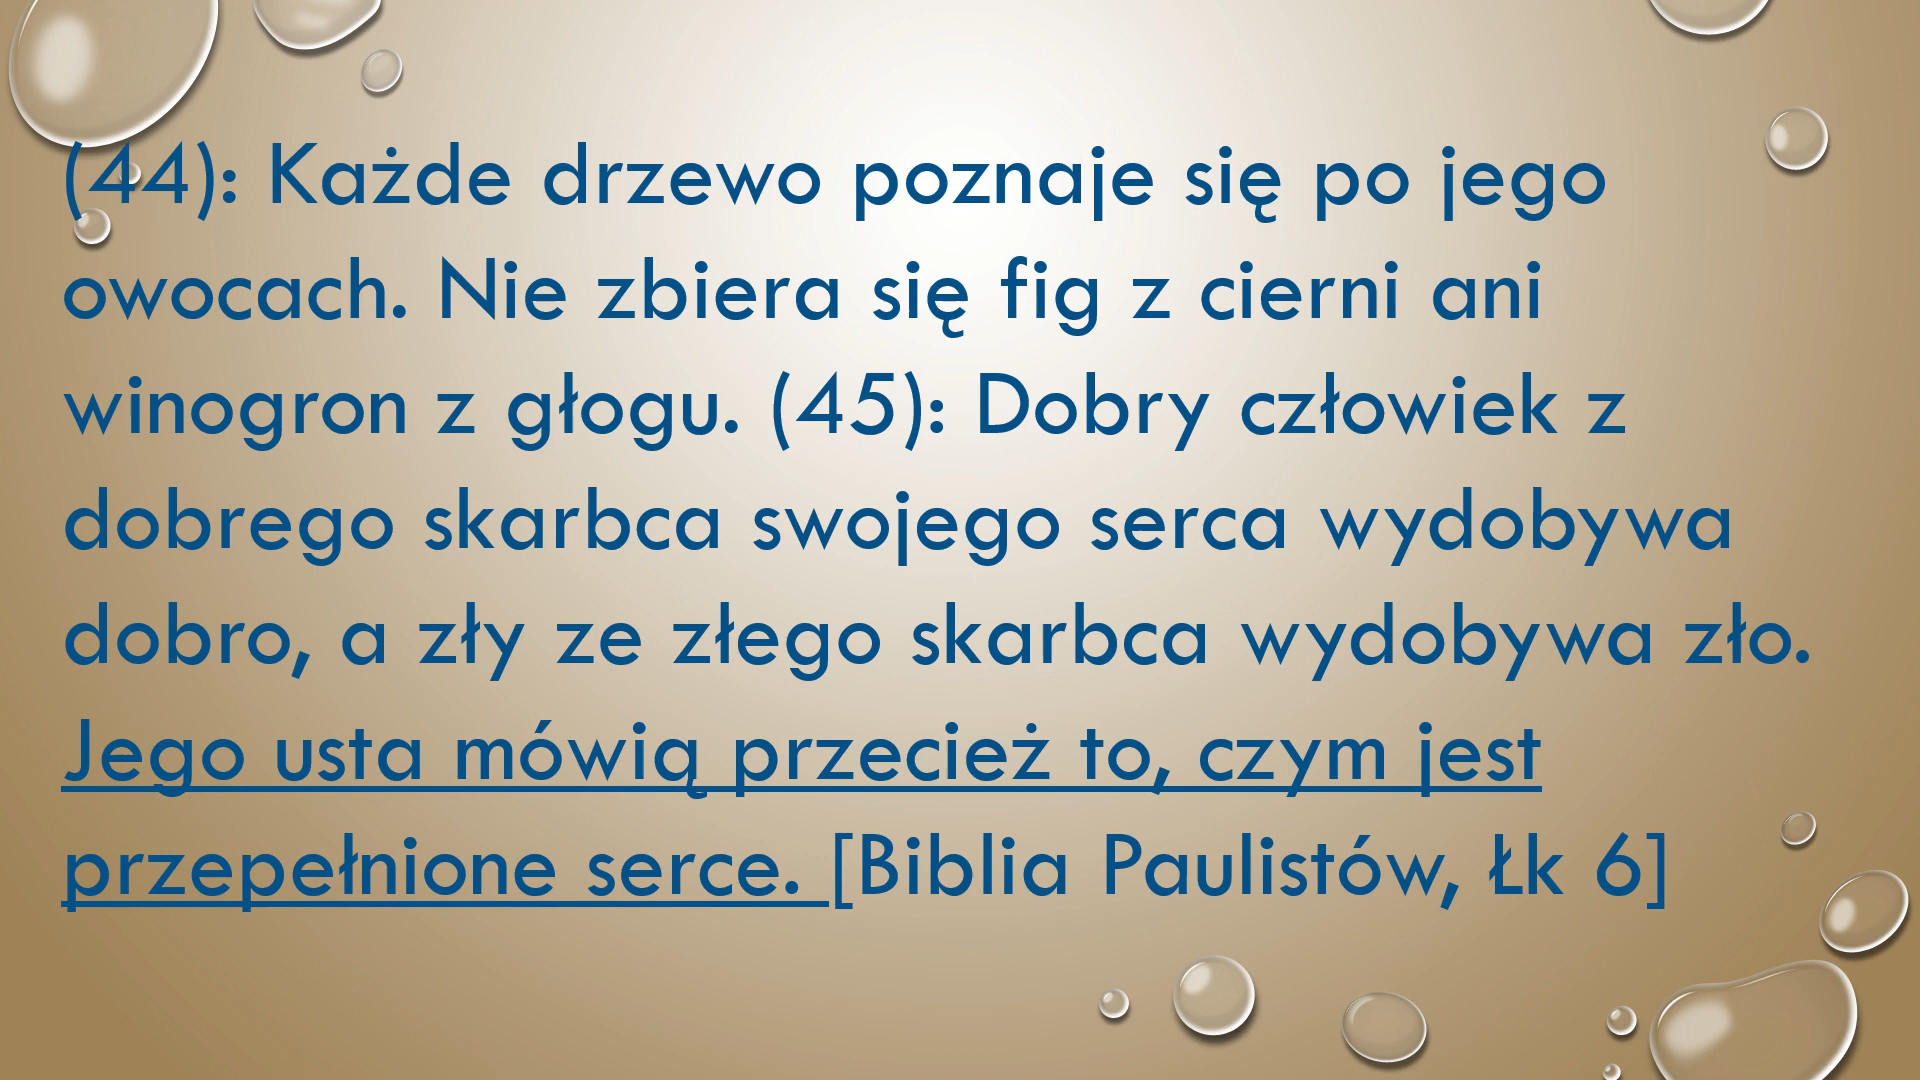 (44): Każde drzewo poznaje się po jego
owocach. Nie zbiera się fig z cierni ani
winogron z głogu. (45): Dobry człowiek z
dobrego skarbca swojego serca wydobywa
dobro, a zły ze złego skarbca wydobywa zło.
Jego usta mówią przecież to, czym jest
przepełnione serce. [Biblia Paulistów, Łk 6]